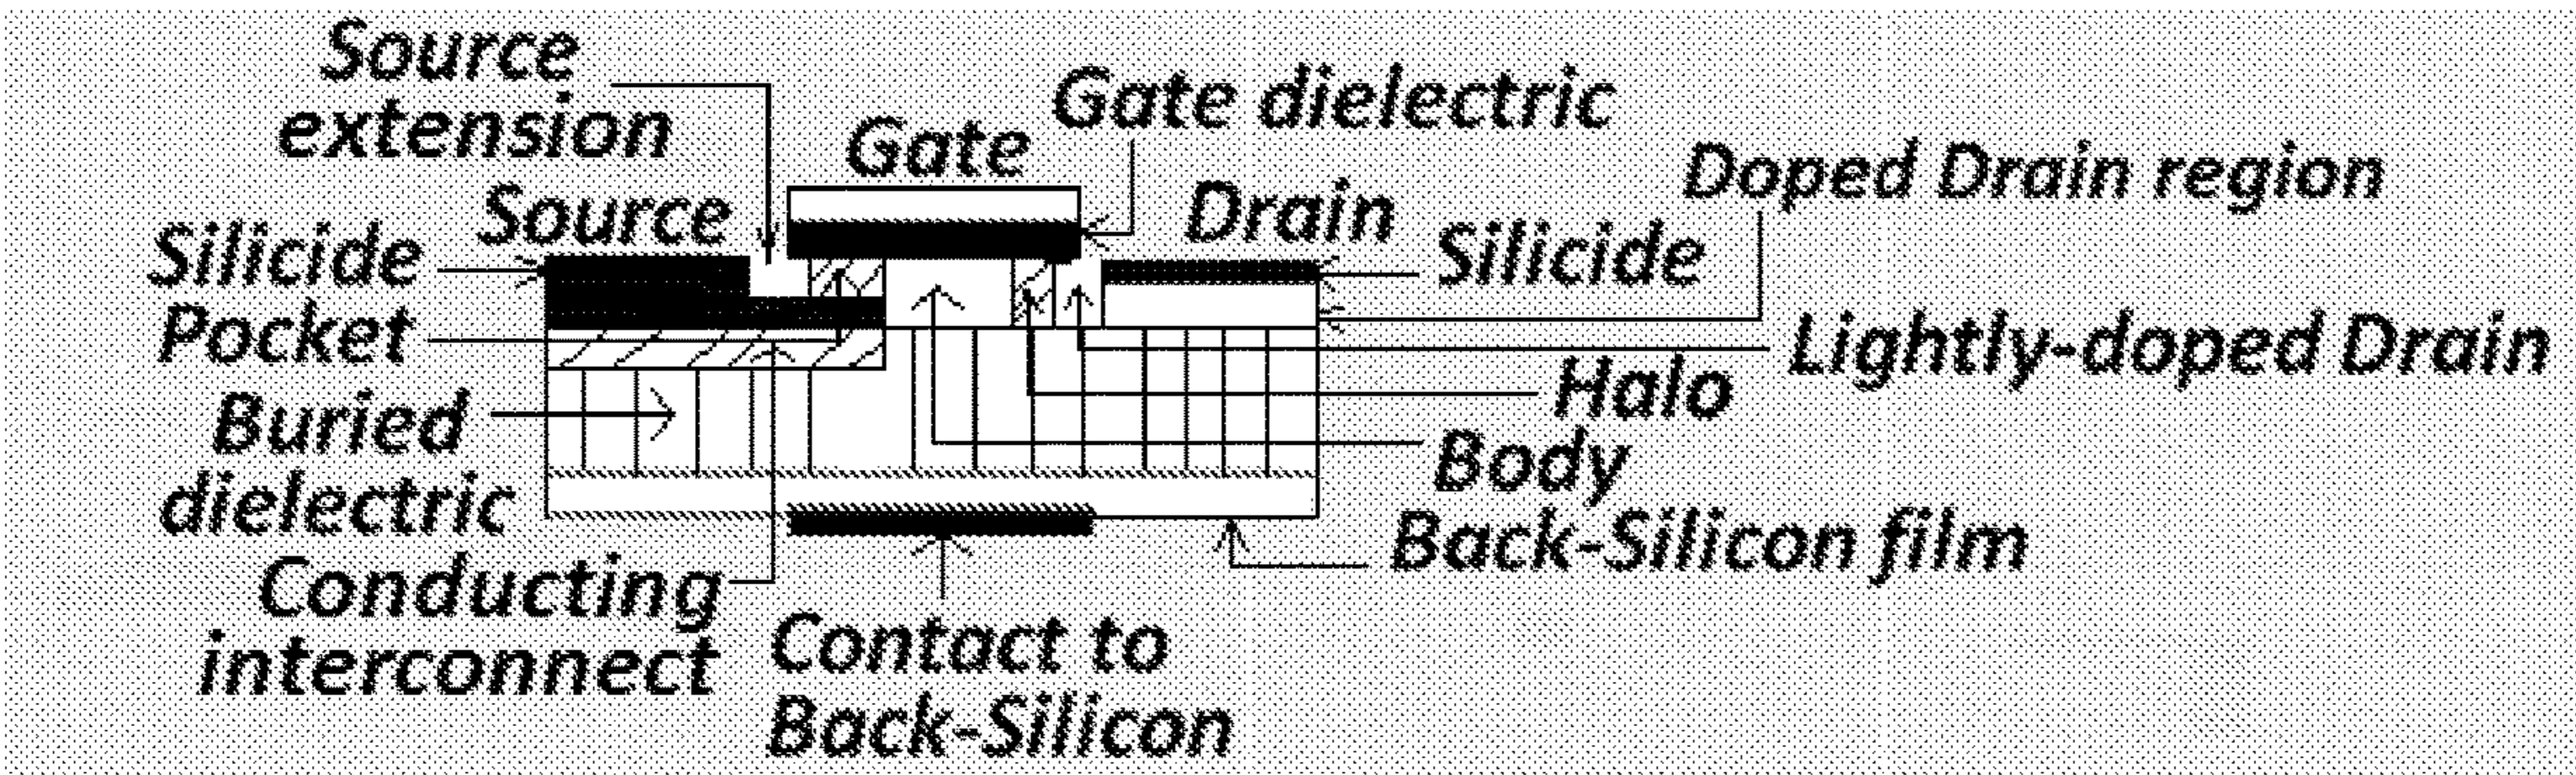 Source
extension
Gate dielectric
Gate
Doped Drain region
Source
Drain
Silicide
Silicide
Pocket
Lightly-doped Drain
Halo
Buried
dielectric
Body
Back-Silicon film
Conducting
interconnect
Contact to
Back-Silicon